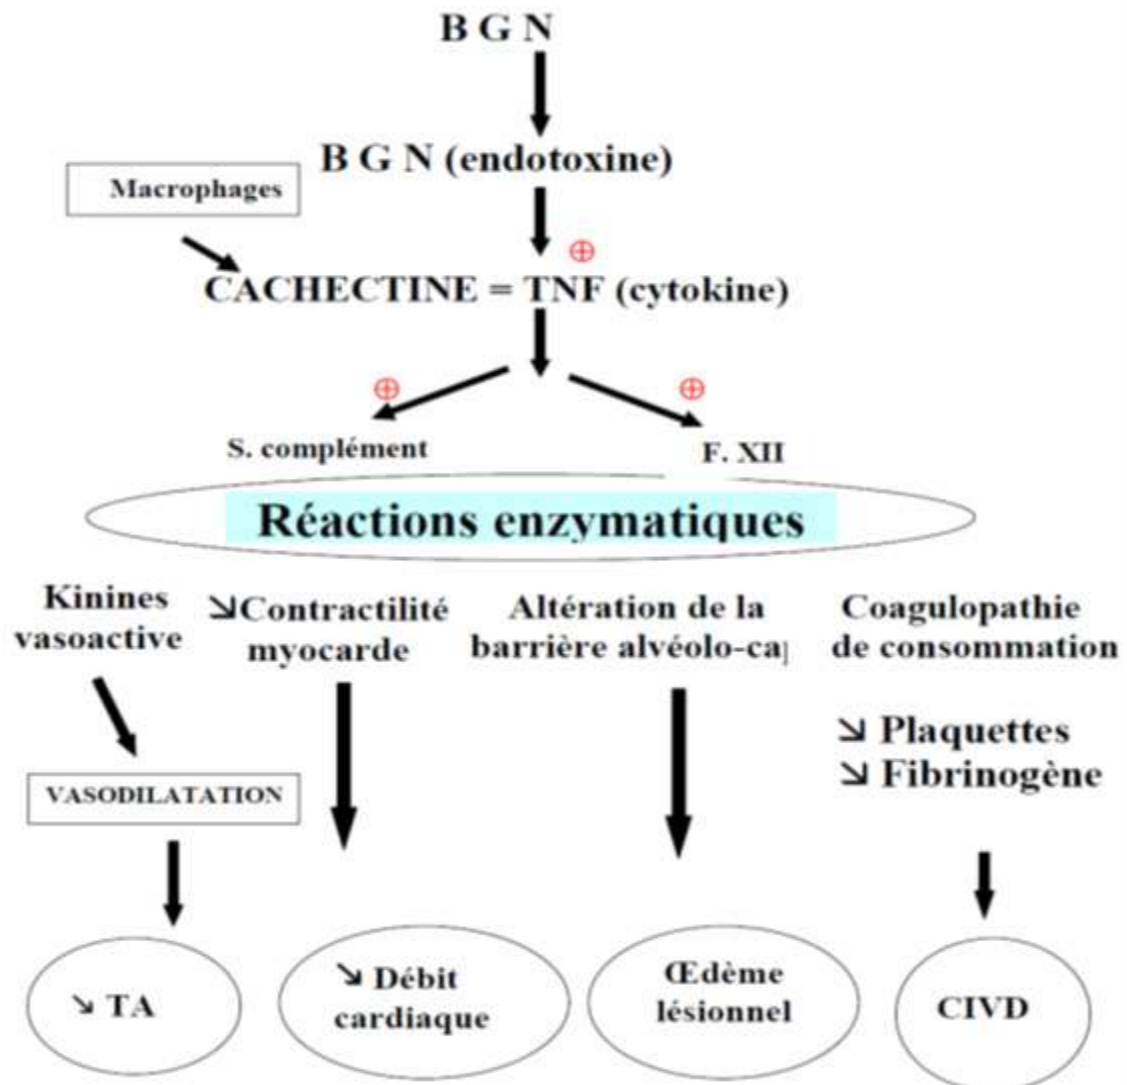 B G N
B G N (endotoxine)
Macrophages
CACHECTINE = TNF (cytokine)
S. complément
F. XII
Réactions enzymatiques
Kinines
vasoactive
↘Contractilité
myocarde
Altération de la
barrière alvéolo-ca
Coagulopathie
de consommation
↘ Plaquettes
↘ Fibrinogène
VASODILATATION
↘ TA
↘ Débit
cardiaque
Œdème
lésionnel
CIVD